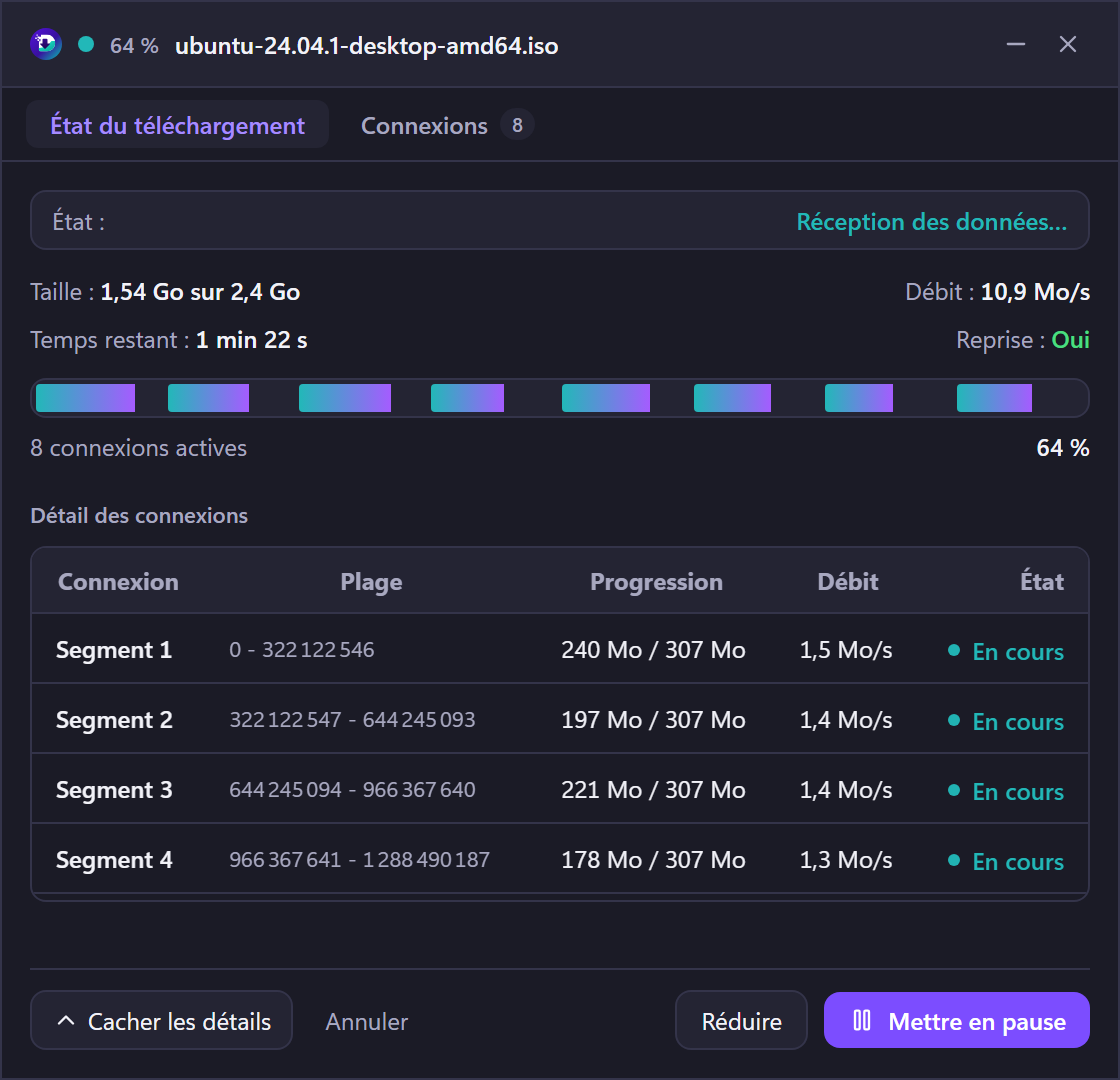 64 % ubuntu-24.04.1-desktop-amd64.iso
État du téléchargement Connexions 8
État : Réception des données...
Taille : 1,54 Go sur 2,4 Go Débit : 10,9 Mo/s
Temps restant : 1 min 22 s Reprise : Oui
8 connexions actives 64 %
Détail des connexions
Connexion Plage Progression Débit État
Segment 1 0 - 322 122 546 240 Mo / 307 Mo 1,5 Mo/s En cours
Segment 2 322 122 547 - 644 245 093 197 Mo / 307 Mo 1,4 Mo/s En cours
Segment 3 644 245 094 - 966 367 640 221 Mo / 307 Mo 1,4 Mo/s En cours
Segment 4 966 367 641 - 1 288 490 187 178 Mo / 307 Mo 1,3 Mo/s En cours
Cacher les détails Annuler Réduire Mettre en pause